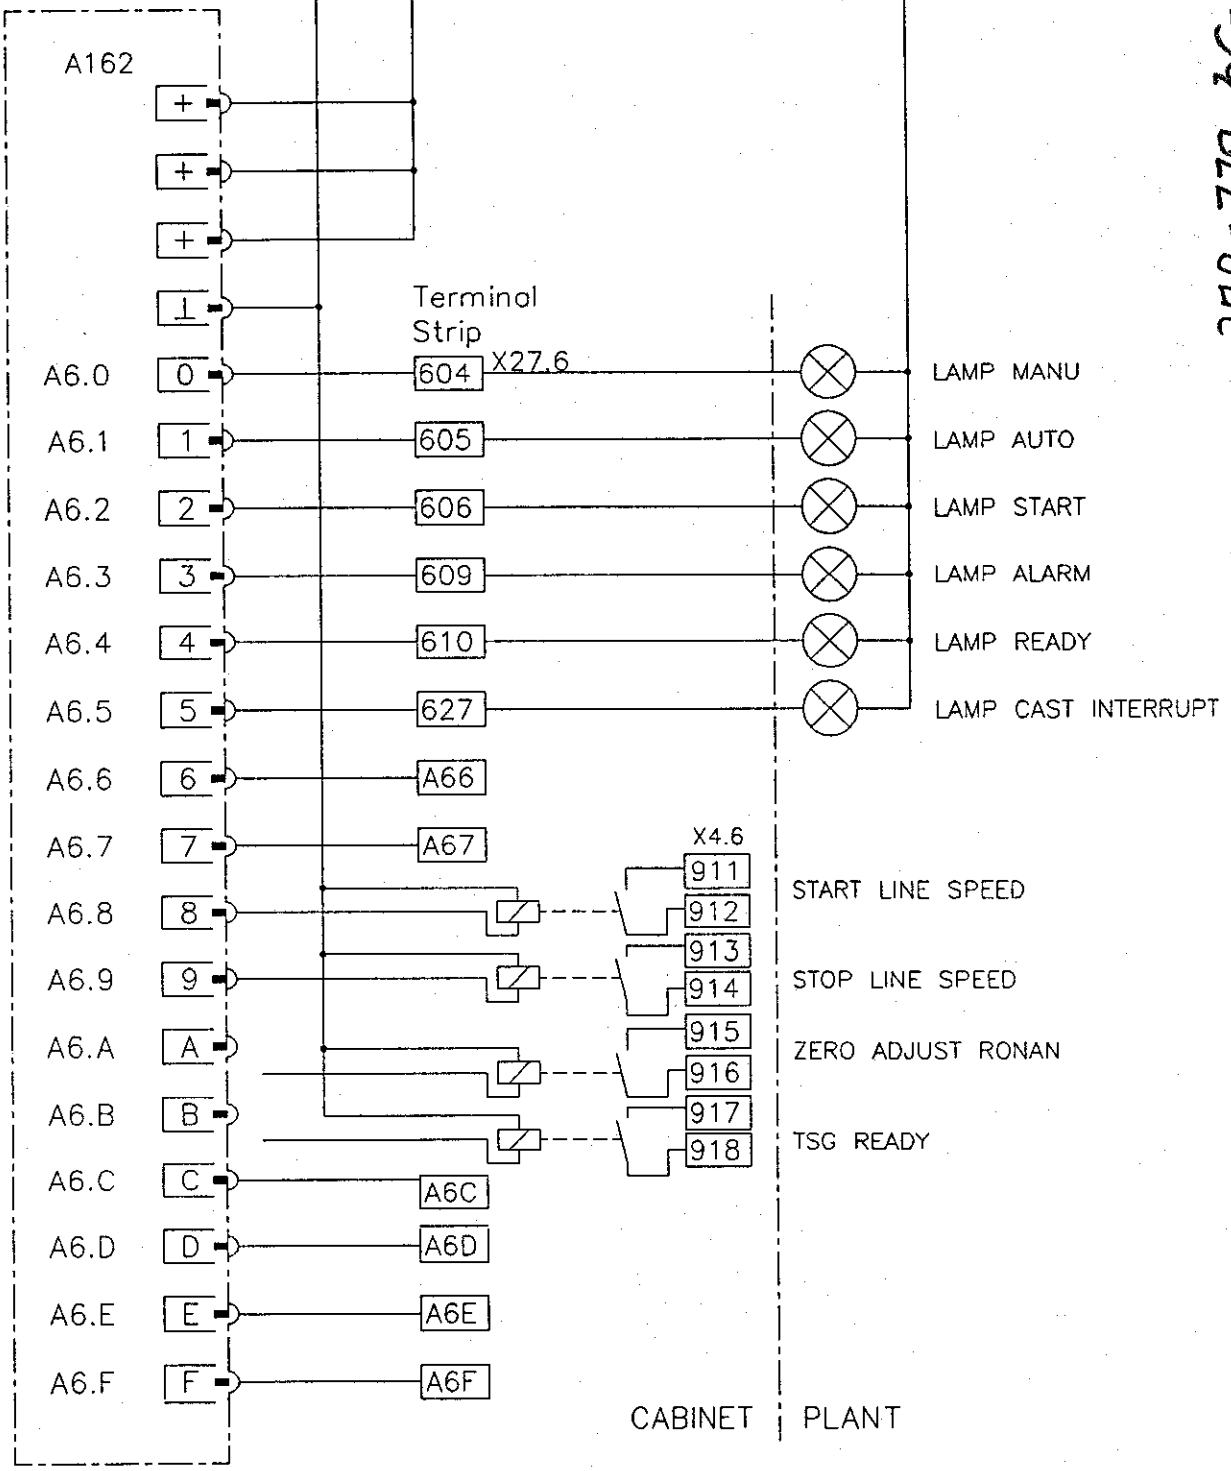 A162
+
+
+
⊥
Terminal
Strip
A6.0 0 604 X27.6 LAMP MANU
A6.1 1 605 LAMP AUTO
A6.2 2 606 LAMP START
A6.3 3 609 LAMP ALARM
A6.4 4 610 LAMP READY
A6.5 5 627 LAMP CAST INTERRUPT
A6.6 6 A66
A6.7 7 A67
X4.6
911
START LINE SPEED
A6.8 8 912
913
A6.9 9 914 STOP LINE SPEED
915
A6.A A ZERO ADJUST RONAN
916
A6.B B 917
918 TSG READY
A6.C C A6C
A6.D D A6D
A6.E E A6E
A6.F F A6F
CABINET PLANT